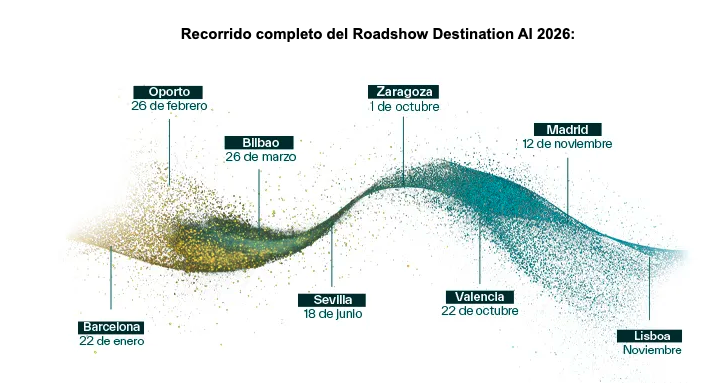 Recorrido completo del Roadshow Destination AI 2026:
Oporto
26 de febrero
Zaragoza
1 de octubre
Bilbao
26 de marzo
Madrid
12 de noviembre
Barcelona
22 de enero
Sevilla
18 de junio
Valencia
22 de octubre
Lisboa
Noviembre